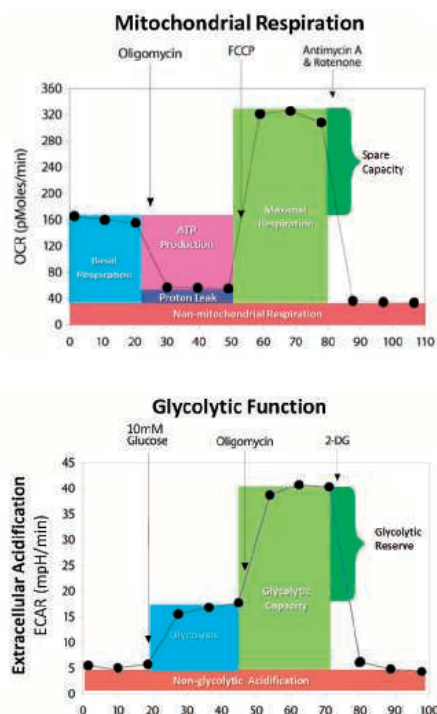 Mitochondrial Respiration
Oligomycin
FCCP
Antimycin A
& Rotenone
360
320
280
240
200
160
120
80
40
0
OCR (pMoles/min)
Basal
Respiration
ATP
Production
Proton Leak
Maximal
Respiration
Spare
Capacity
Non-mitochondrial Respiration
0 10 20 30 40 50 60 70 80 90 100 110
Glycolytic Function
10mM
Glucose
Oligomycin
2-DG
45
40
35
30
25
20
15
10
5
0
Extracellular Acidification
ECAR (mpH/min)
Glycolysis
Glycolytic
Capacity
Glycolytic
Reserve
Non-glycolytic Acidification
0 10 20 30 40 50 60 70 80 90 100